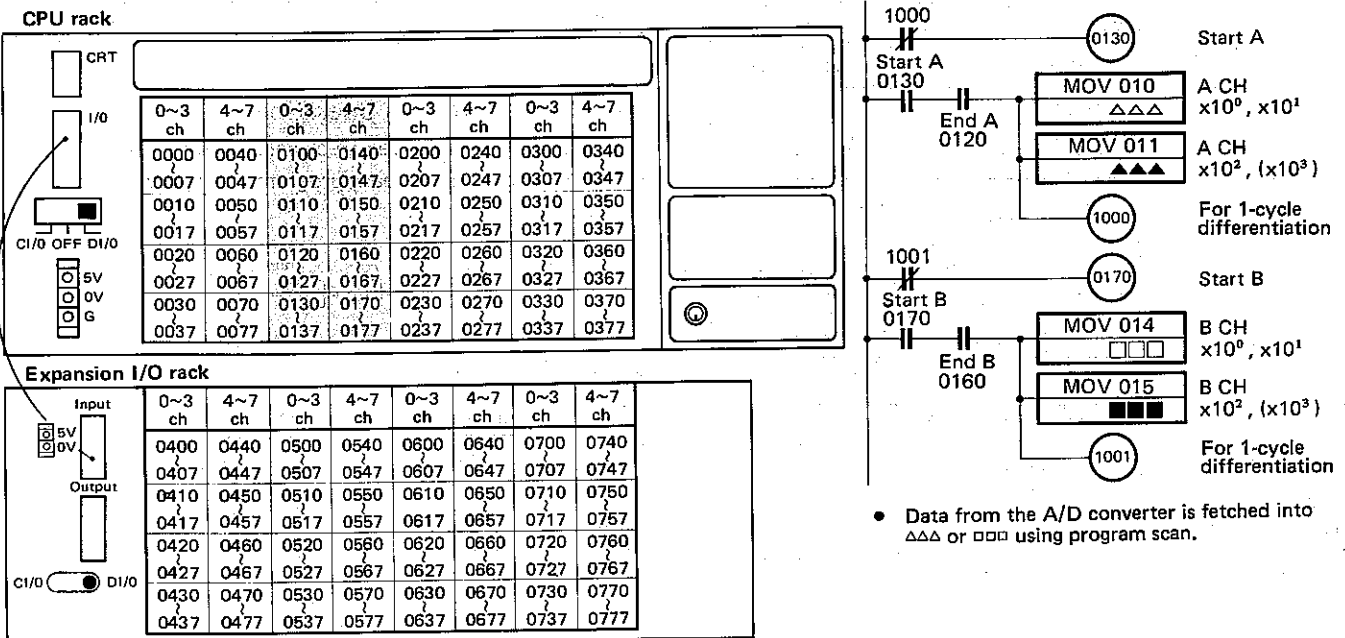 CPU rack
CRT
I/0
CI/0 OFF DI/0
5V
0V
G
0~3 ch 4~7 ch 0~3 ch 4~7 ch 0~3 ch 4~7 ch 0~3 ch 4~7 ch
0000 0040 0100 0140 0200 0240 0300 0340
~ ~ ~ ~ ~ ~ ~ ~
0007 0047 0107 0147 0207 0247 0307 0347
0010 0050 0110 0150 0210 0250 0310 0350
~ ~ ~ ~ ~ ~ ~ ~
0017 0057 0117 0157 0217 0257 0317 0357
0020 0060 0120 0160 0220 0260 0320 0360
~ ~ ~ ~ ~ ~ ~ ~
0027 0067 0127 0167 0227 0267 0327 0367
0030 0070 0130 0170 0230 0270 0330 0370
~ ~ ~ ~ ~ ~ ~ ~
0037 0077 0137 0177 0237 0277 0337 0377
Expansion I/O rack
Input
5V
0V
Output
CI/0 DI/0
0~3 ch 4~7 ch 0~3 ch 4~7 ch 0~3 ch 4~7 ch 0~3 ch 4~7 ch
0400 0440 0500 0540 0600 0640 0700 0740
~ ~ ~ ~ ~ ~ ~ ~
0407 0447 0507 0547 0607 0647 0707 0747
0410 0450 0510 0550 0610 0650 0710 0750
~ ~ ~ ~ ~ ~ ~ ~
0417 0457 0517 0557 0617 0657 0717 0757
0420 0460 0520 0560 0620 0660 0720 0760
~ ~ ~ ~ ~ ~ ~ ~
0427 0467 0527 0567 0627 0667 0727 0767
0430 0470 0530 0570 0630 0670 0730 0770
~ ~ ~ ~ ~ ~ ~ ~
0437 0477 0537 0577 0637 0677 0737 0777
1000
0130 Start A
Start A
0130
End A
0120
MOV 010 A CH
△△△ x10⁰, x10¹
MOV 011 A CH
▲▲▲ x10², (x10³)
1000 For 1-cycle
differentiation
1001
0170 Start B
Start B
0170
End B
0160
MOV 014 B CH
□□□ x10⁰, x10¹
MOV 015 B CH
■■■ x10², (x10³)
1001 For 1-cycle
differentiation
● Data from the A/D converter is fetched into
△△△ or □□□ using program scan.